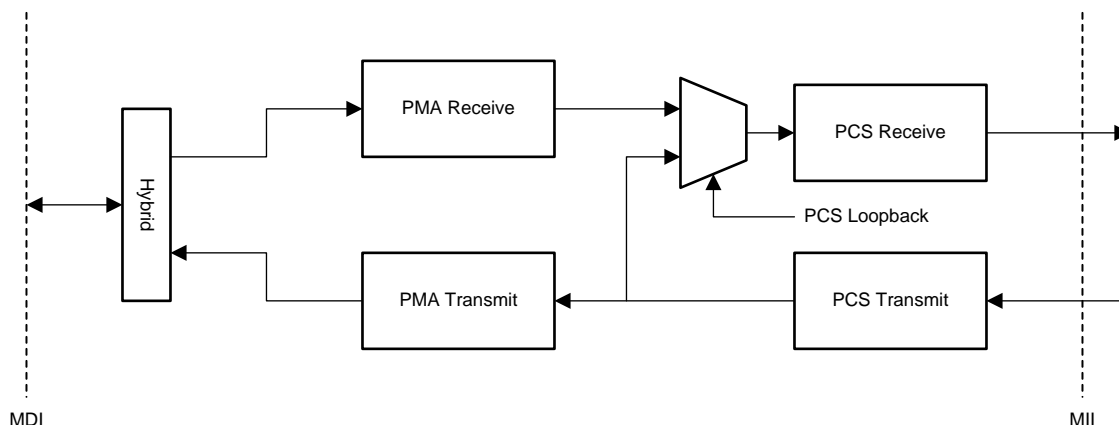 PMA Receive
PCS Receive
Hybrid
PCS Loopback
PMA Transmit
PCS Transmit
MDI
MII